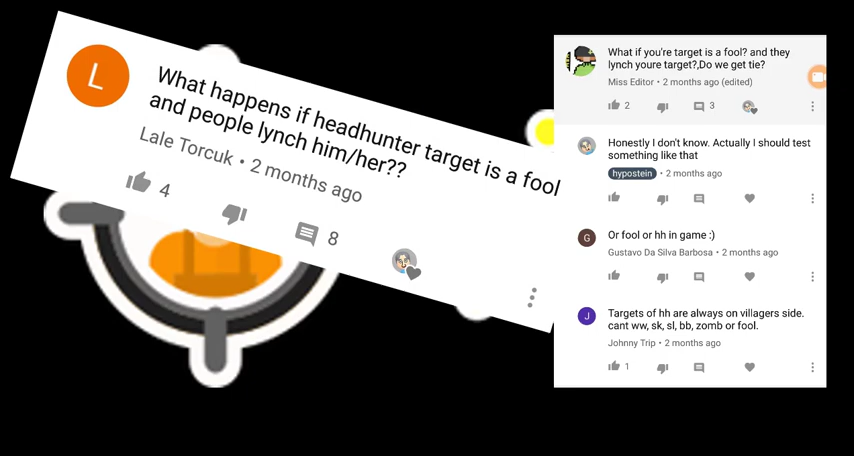 L
What happens if headhunter target is a fool
and people lynch him/her??
Lale Torcuk • 2 months ago
4
8
What if you're target is a fool? and they
lynch youre target?,Do we get tie?
Miss Editor • 2 months ago (edited)
2
3
Honestly I don't know. Actually I should test
something like that
hypostein • 2 months ago
G
Or fool or hh in game :)
Gustavo Da Silva Barbosa • 2 months ago
J
Targets of hh are always on villagers side.
cant ww, sk, sl, bb, zomb or fool.
Johnny Trip • 2 months ago
1